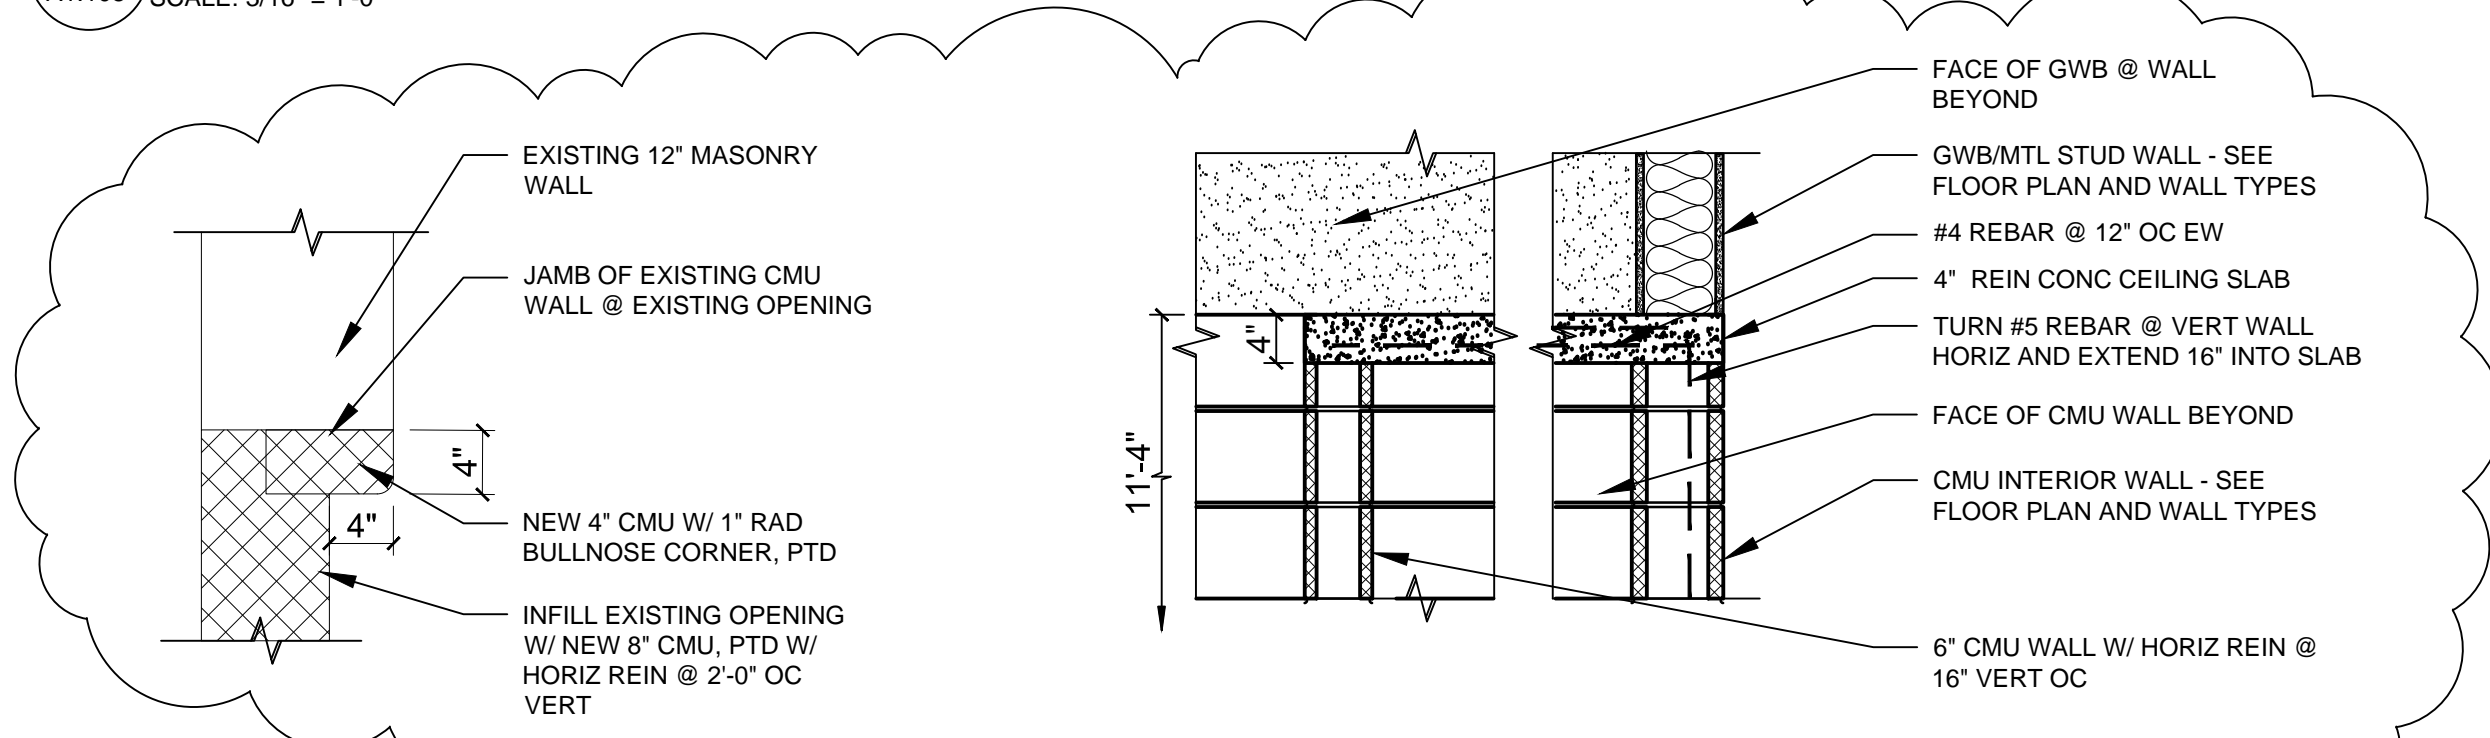 SCALE: 3/16" = 1'-0"
EXISTING 12" MASONRY
WALL
JAMB OF EXISTING CMU
WALL @ EXISTING OPENING
4"
4"
NEW 4" CMU W/ 1" RAD
BULLNOSE CORNER, PTD
INFILL EXISTING OPENING
W/ NEW 8" CMU, PTD W/
HORIZ REIN @ 2'-0" OC
VERT
4"
11'-4"
FACE OF GWB @ WALL
BEYOND
GWB/MTL STUD WALL - SEE
FLOOR PLAN AND WALL TYPES
#4 REBAR @ 12" OC EW
4" REIN CONC CEILING SLAB
TURN #5 REBAR @ VERT WALL
HORIZ AND EXTEND 16" INTO SLAB
FACE OF CMU WALL BEYOND
CMU INTERIOR WALL - SEE
FLOOR PLAN AND WALL TYPES
6" CMU WALL W/ HORIZ REIN @
16" VERT OC